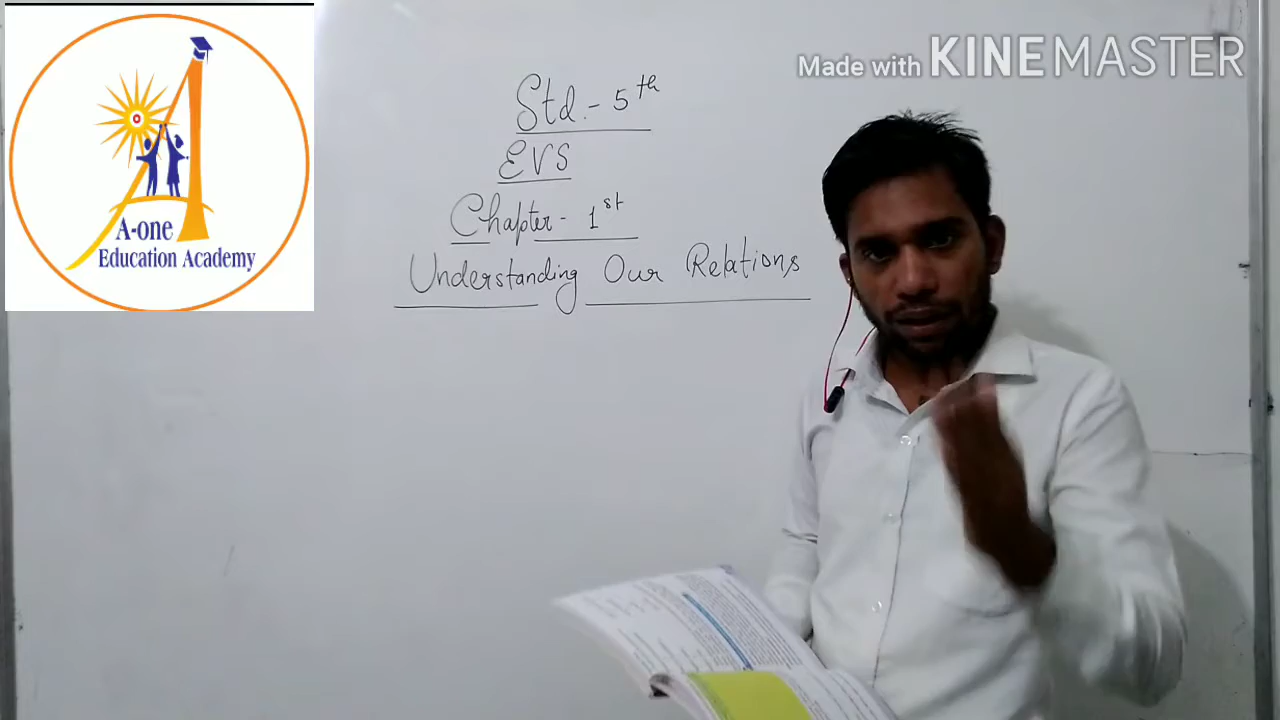 A-one
Education Academy
Made with KINEMASTER
Std.- 5th
EVS
Chapter- 1st
Understanding Our Relations